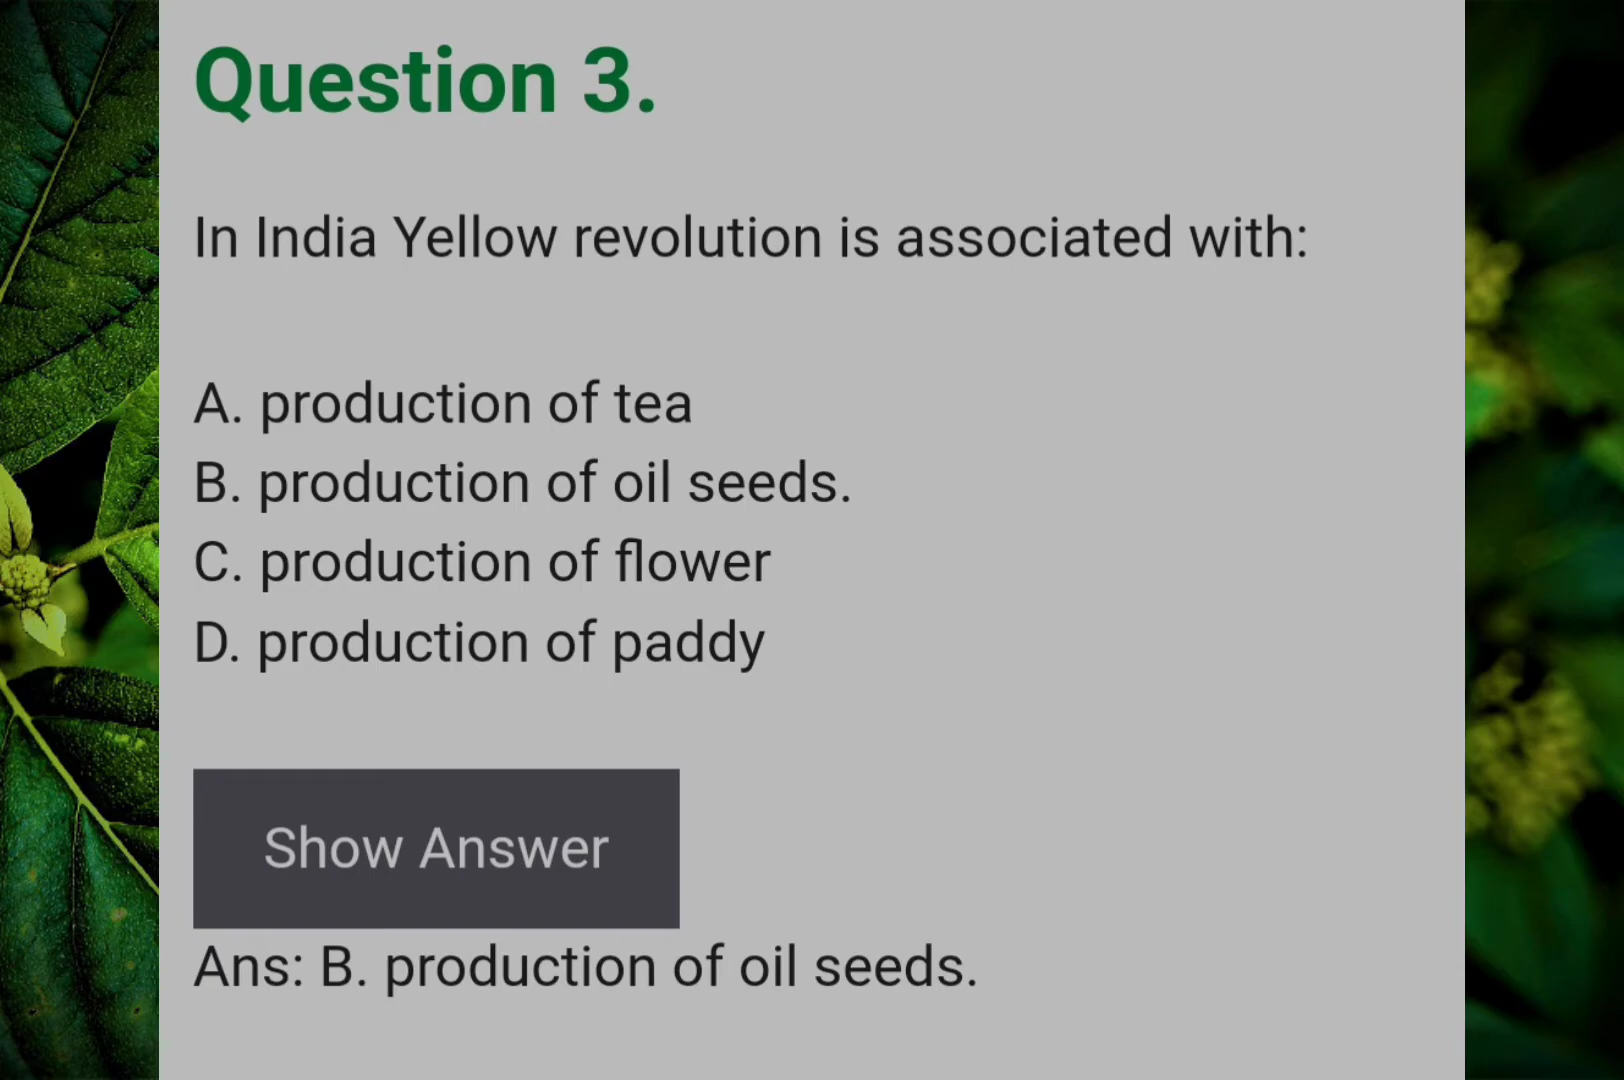 Question 3.
In India Yellow revolution is associated with:
A. production of tea
B. production of oil seeds.
C. production of flower
D. production of paddy
Show Answer
Ans: B. production of oil seeds.